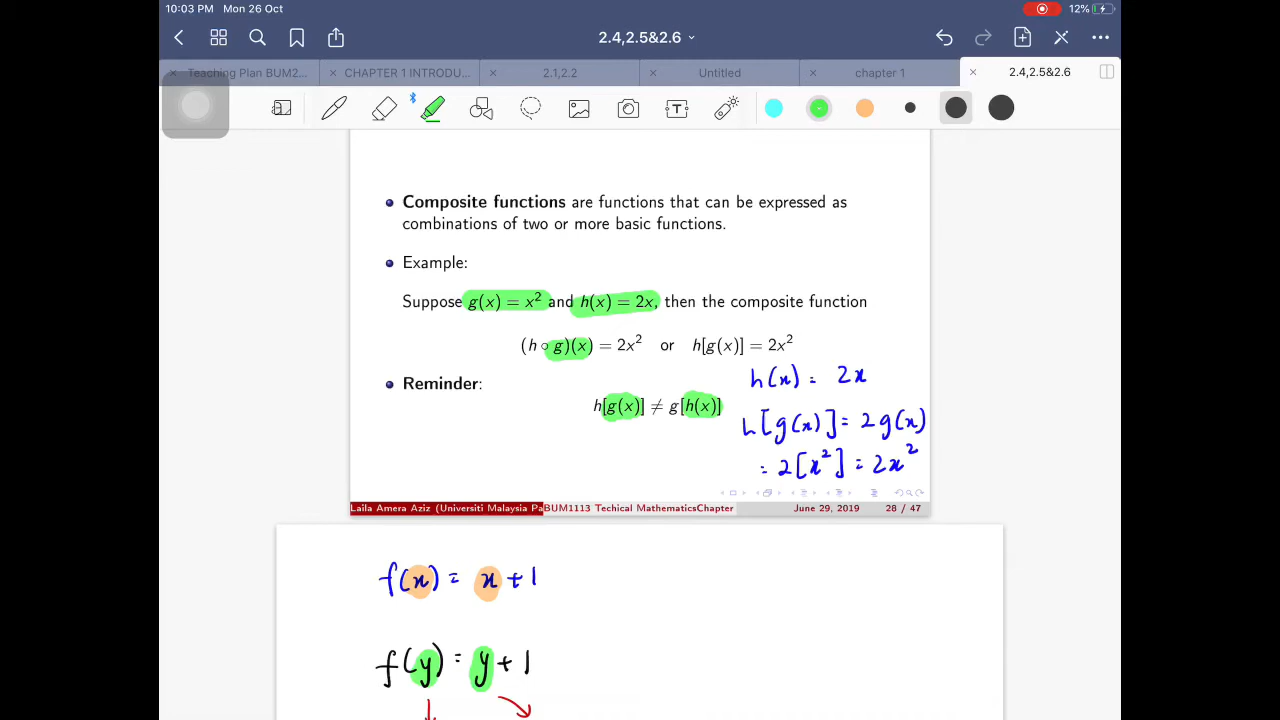 10:03 PM Mon 26 Oct
12%
2.4,2.5&2.6
Teaching Plan BUM2...
CHAPTER 1 INTRODU...
2.1,2.2
Untitled
chapter 1
2.4,2.5&2.6
Composite functions are functions that can be expressed as
combinations of two or more basic functions.
Example:
Suppose g(x) = x² and h(x) = 2x, then the composite function
(h ∘ g)(x) = 2x² or h[g(x)] = 2x²
Reminder:
h[g(x)] ≠ g[h(x)]
h(x) = 2x
h[g(x)] = 2g(x)
= 2[x²] = 2x²
Laila Amera Aziz (Universiti Malaysia Pa BUM1113 Techical MathematicsChapter June 29, 2019 28 / 47
f(x) = x + 1
f(y) = y + 1